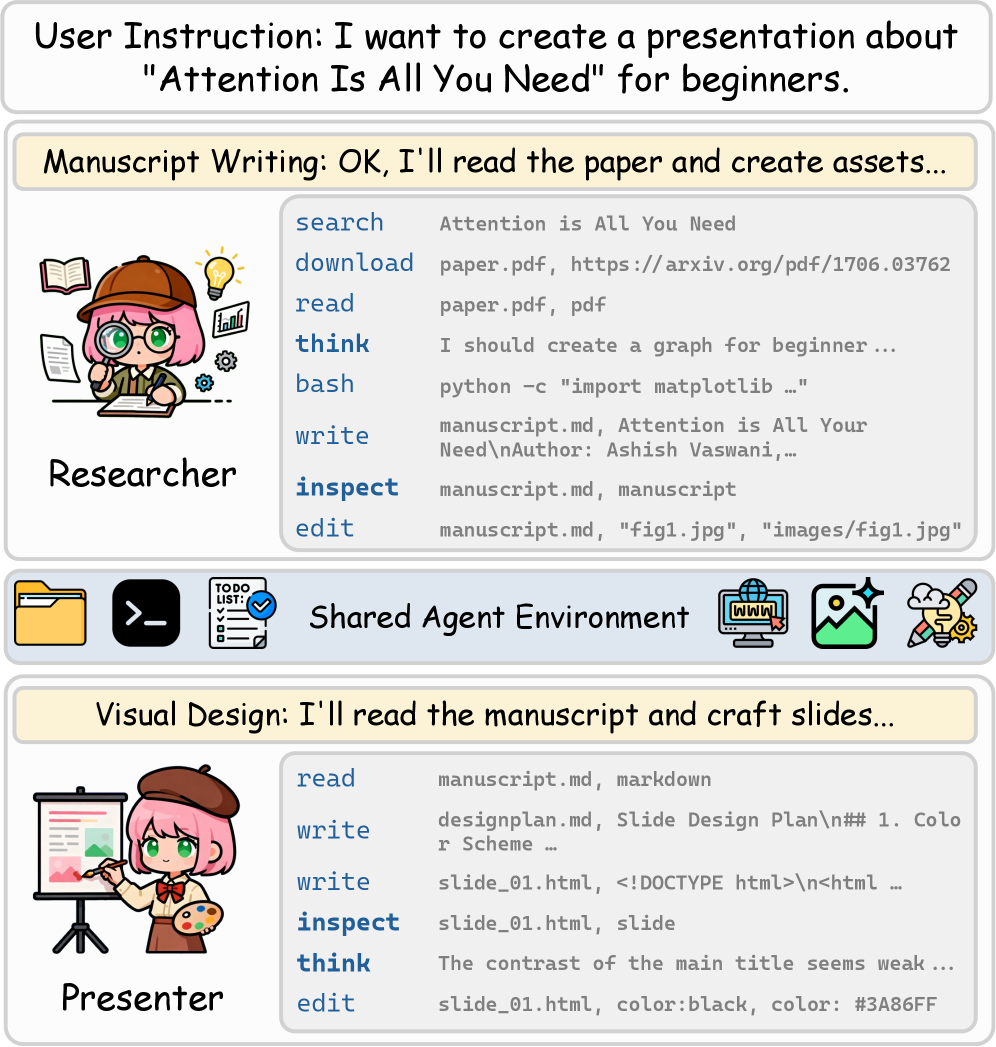 User Instruction: I want to create a presentation about
"Attention Is All You Need" for beginners.
Manuscript Writing: OK, I'll read the paper and create assets...
search Attention is All You Need
download paper.pdf, https://arxiv.org/pdf/1706.03762
read paper.pdf, pdf
think I should create a graph for beginner...
bash python -c "import matplotlib …"
write manuscript.md, Attention is All Your
Need\nAuthor: Ashish Vaswani,…
inspect manuscript.md, manuscript
edit manuscript.md, "fig1.jpg", "images/fig1.jpg"
Researcher
TO DO
LIST:
Shared Agent Environment
WWW
Visual Design: I'll read the manuscript and craft slides...
read manuscript.md, markdown
write designplan.md, Slide Design Plan\n## 1. Colo
r Scheme …
write slide_01.html, <!DOCTYPE html>\n<html …
inspect slide_01.html, slide
think The contrast of the main title seems weak...
edit slide_01.html, color:black, color: #3A86FF
Presenter